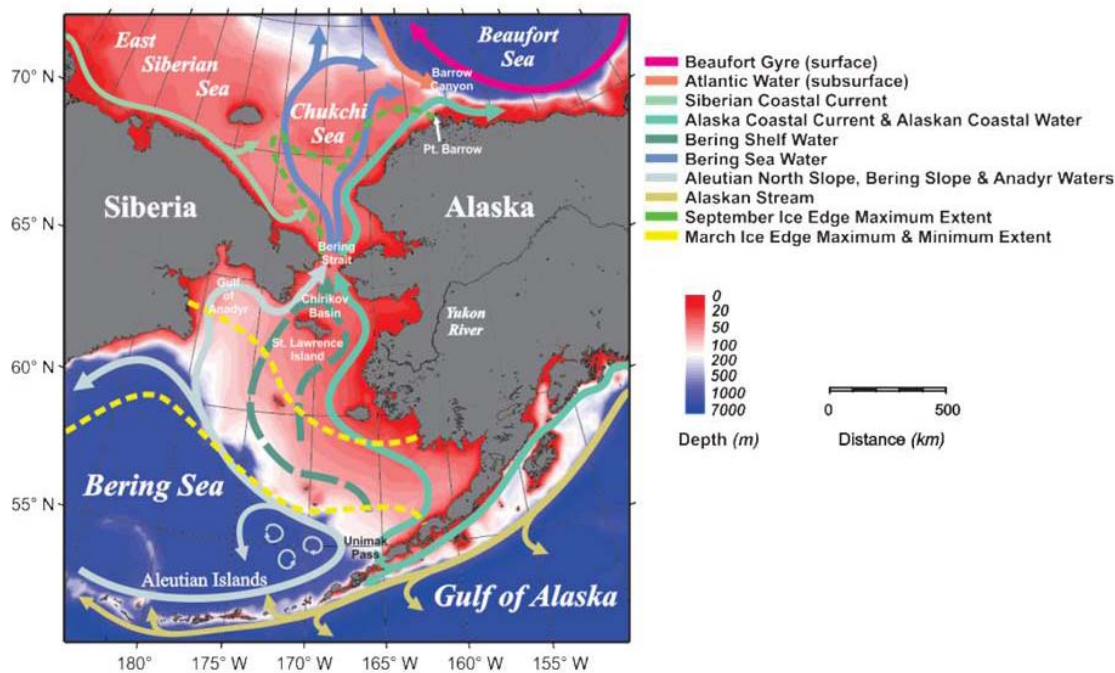 East
Siberian
Sea
Beaufort
Sea
Barrow
Canyon
Chukchi
Sea
Pt. Barrow
Siberia
Alaska
Bering
Strait
Gulf
of
Anadyr
Chirikov
Basin
Yukon
River
St. Lawrence
Island
Bering Sea
Unimak
Pass
Aleutian Islands
Gulf of Alaska
70° N
65° N
60° N
55° N
180°
175° W
170° W
165° W
160° W
155° W
Beaufort Gyre (surface)
Atlantic Water (subsurface)
Siberian Coastal Current
Alaska Coastal Current & Alaskan Coastal Water
Bering Shelf Water
Bering Sea Water
Aleutian North Slope, Bering Slope & Anadyr Waters
Alaskan Stream
September Ice Edge Maximum Extent
March Ice Edge Maximum & Minimum Extent
0
20
50
100
200
500
1000
7000
Depth (m)
0 500
Distance (km)